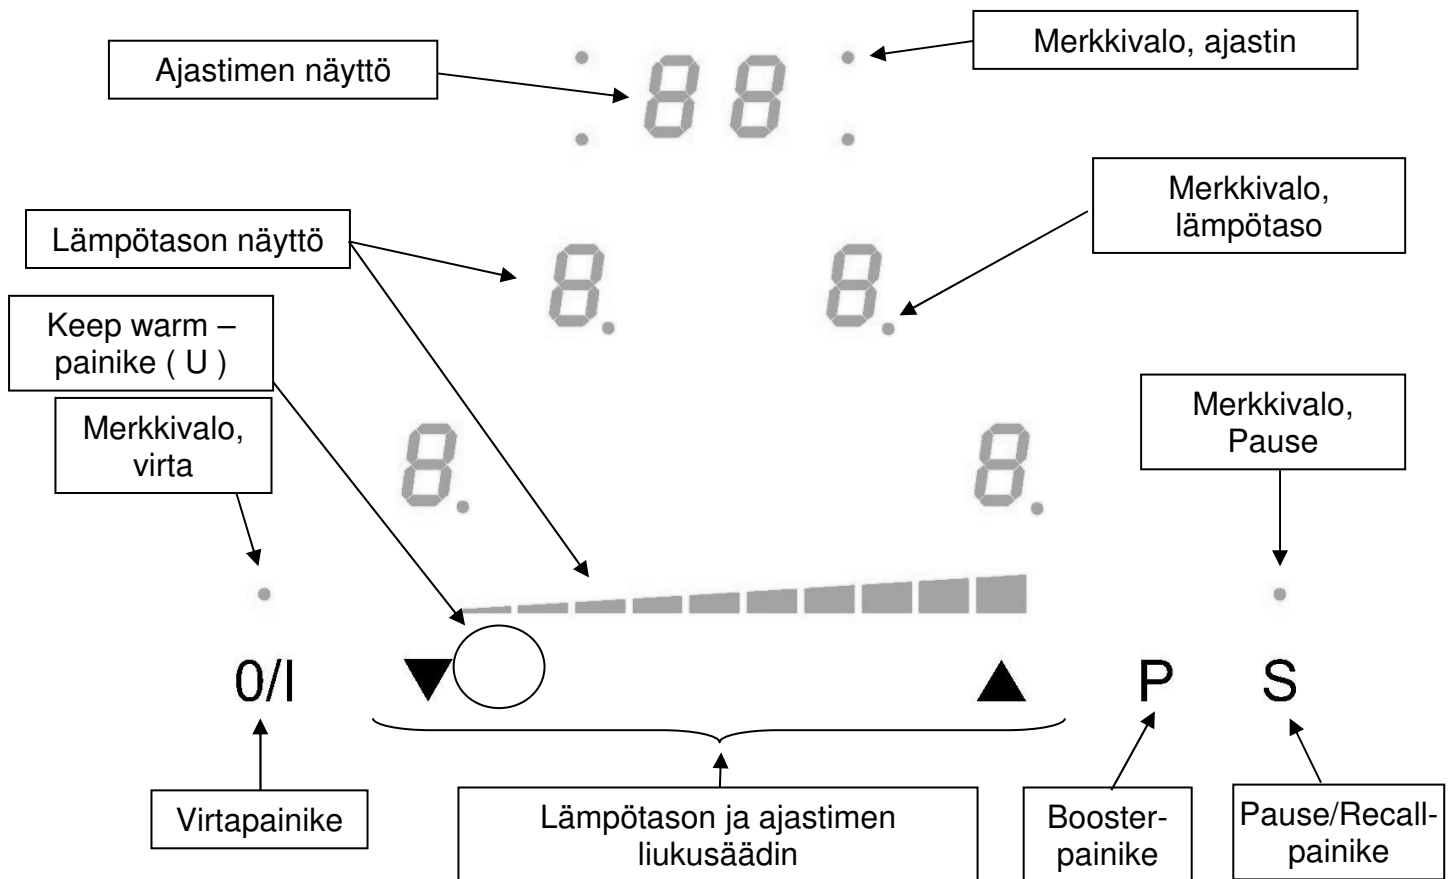 Ajastimen näyttö
Merkkivalo, ajastin
88
Merkkivalo,
lämpötaso
Lämpötason näyttö
8. 8.
Keep warm –
painike ( U )
Merkkivalo,
virta
Merkkivalo,
Pause
8. 8.
0/I
P S
Virtapainike
Lämpötason ja ajastimen
liukusäädin
Booster-
painike
Pause/Recall-
painike